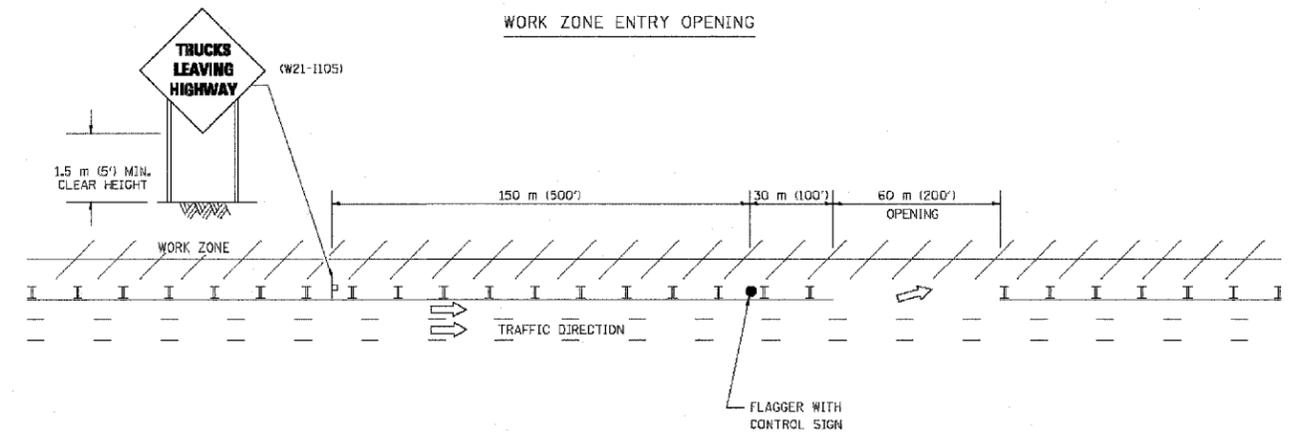 WORK ZONE ENTRY OPENING
TRUCKS
LEAVING
HIGHWAY
(W21-I105)
1.5 m (5') MIN.
CLEAR HEIGHT
150 m (500')
30 m (100')
60 m (200')
OPENING
WORK ZONE
TRAFFIC DIRECTION
FLAGGER WITH
CONTROL SIGN